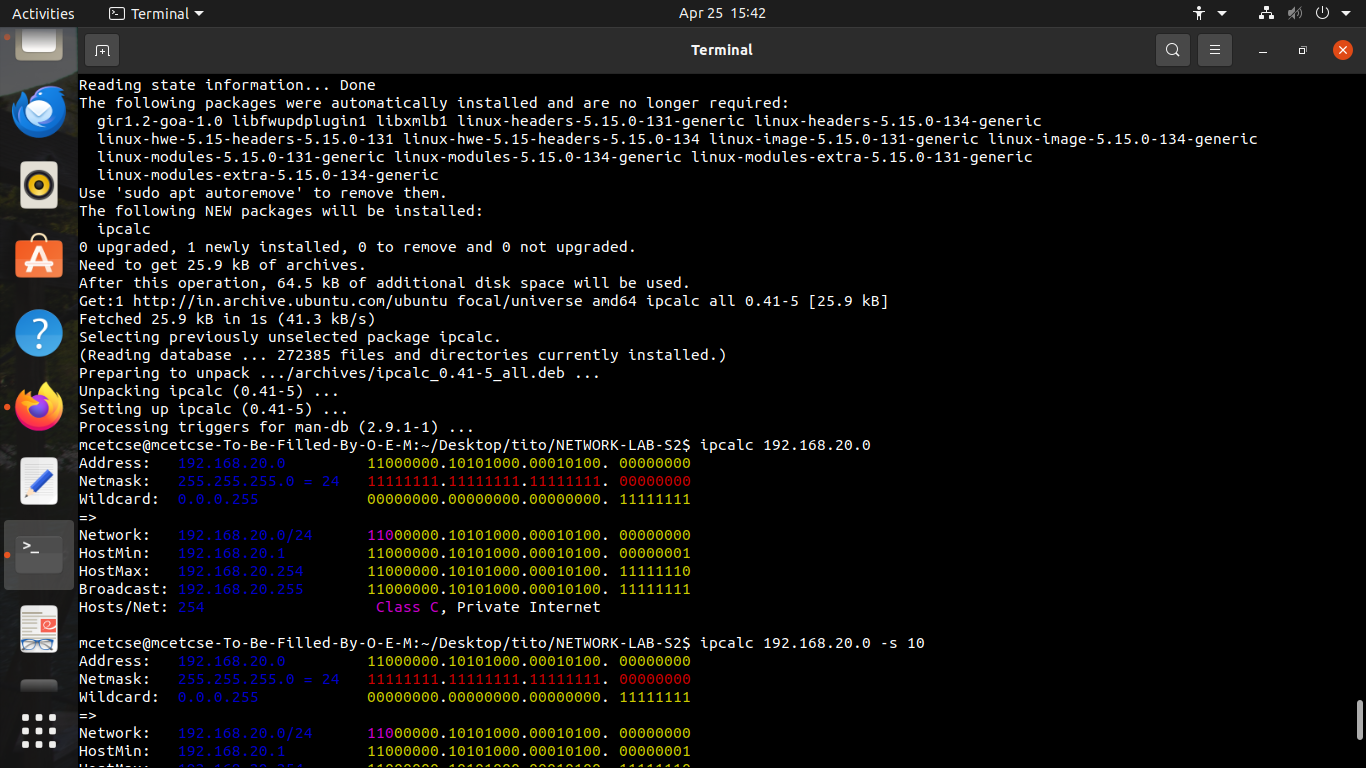 Activities Terminal Apr 25 15:42
Terminal
Reading state information... Done
The following packages were automatically installed and are no longer required:
  gir1.2-goa-1.0 libfwupdplugin1 libxmlb1 linux-headers-5.15.0-131-generic linux-headers-5.15.0-134-generic
  linux-hwe-5.15-headers-5.15.0-131 linux-hwe-5.15-headers-5.15.0-134 linux-image-5.15.0-131-generic linux-image-5.15.0-134-generic
  linux-modules-5.15.0-131-generic linux-modules-5.15.0-134-generic linux-modules-extra-5.15.0-131-generic
  linux-modules-extra-5.15.0-134-generic
Use 'sudo apt autoremove' to remove them.
The following NEW packages will be installed:
  ipcalc
0 upgraded, 1 newly installed, 0 to remove and 0 not upgraded.
Need to get 25.9 kB of archives.
After this operation, 64.5 kB of additional disk space will be used.
Get:1 http://in.archive.ubuntu.com/ubuntu focal/universe amd64 ipcalc all 0.41-5 [25.9 kB]
Fetched 25.9 kB in 1s (41.3 kB/s)
Selecting previously unselected package ipcalc.
(Reading database ... 272385 files and directories currently installed.)
Preparing to unpack .../archives/ipcalc_0.41-5_all.deb ...
Unpacking ipcalc (0.41-5) ...
Setting up ipcalc (0.41-5) ...
Processing triggers for man-db (2.9.1-1) ...
mcetcse@mcetcse-To-Be-Filled-By-O-E-M:~/Desktop/tito/NETWORK-LAB-S2$ ipcalc 192.168.20.0
Address:   192.168.20.0         11000000.10101000.00010100. 00000000
Netmask:   255.255.255.0 = 24   11111111.11111111.11111111. 00000000
Wildcard:  0.0.0.255            00000000.00000000.00000000. 11111111
=>
Network:   192.168.20.0/24      11000000.10101000.00010100. 00000000
HostMin:   192.168.20.1         11000000.10101000.00010100. 00000001
HostMax:   192.168.20.254       11000000.10101000.00010100. 11111110
Broadcast: 192.168.20.255       11000000.10101000.00010100. 11111111
Hosts/Net: 254                   Class C, Private Internet
mcetcse@mcetcse-To-Be-Filled-By-O-E-M:~/Desktop/tito/NETWORK-LAB-S2$ ipcalc 192.168.20.0 -s 10
Address:   192.168.20.0         11000000.10101000.00010100. 00000000
Netmask:   255.255.255.0 = 24   11111111.11111111.11111111. 00000000
Wildcard:  0.0.0.255            00000000.00000000.00000000. 11111111
=>
Network:   192.168.20.0/24      11000000.10101000.00010100. 00000000
HostMin:   192.168.20.1         11000000.10101000.00010100. 00000001